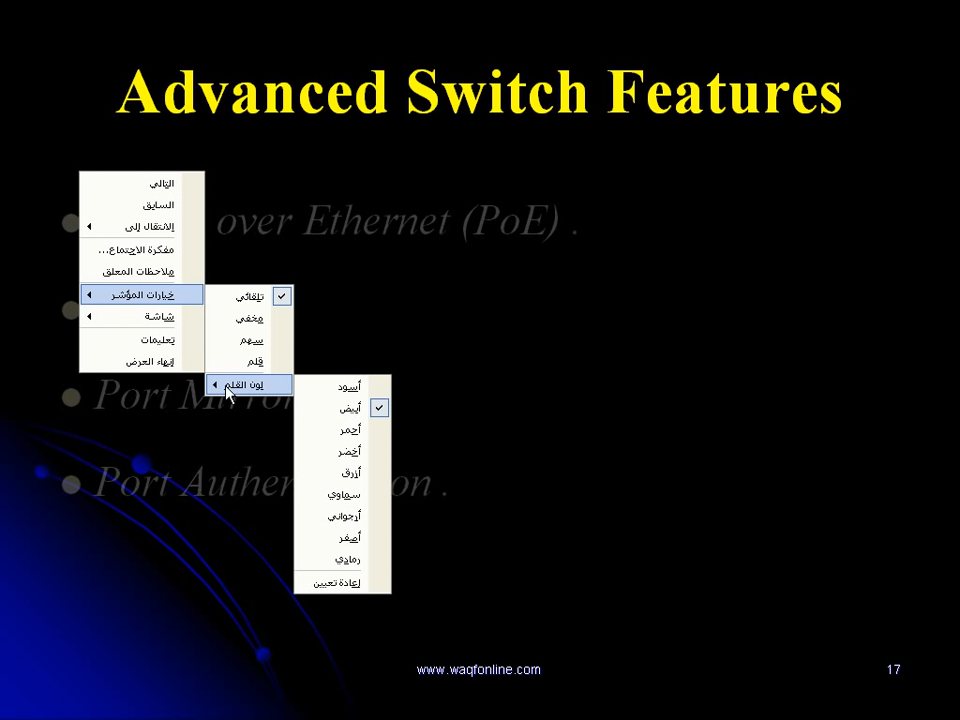 Advanced Switch Features
over Ethernet (PoE) .
Port
Port on .
التالي
السابق
الانتقال إلى
مفكرة الاجتماع...
ملاحظات المعلق
خيارات المؤشر
شاشة
تعليمات
إنهاء العرض
تلقائي
مخفي
سهم
قلم
لون القلم
أسود
أبيض
أحمر
أخضر
أزرق
سماوي
أرجواني
أصفر
رمادي
إعادة تعيين
www.waqfonline.com
17